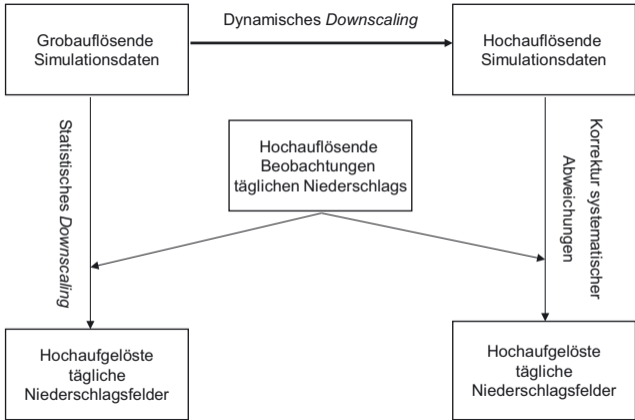 Dynamisches Downscaling
Grobauflösende
Simulationsdaten
Hochauflösende
Simulationsdaten
Statistisches Downscaling
Hochauflösende
Beobachtungen
täglichen Niederschlags
Korrektur systematischer
Abweichungen
Hochaufgelöste
tägliche
Niederschlagsfelder
Hochaufgelöste
tägliche
Niederschlagsfelder